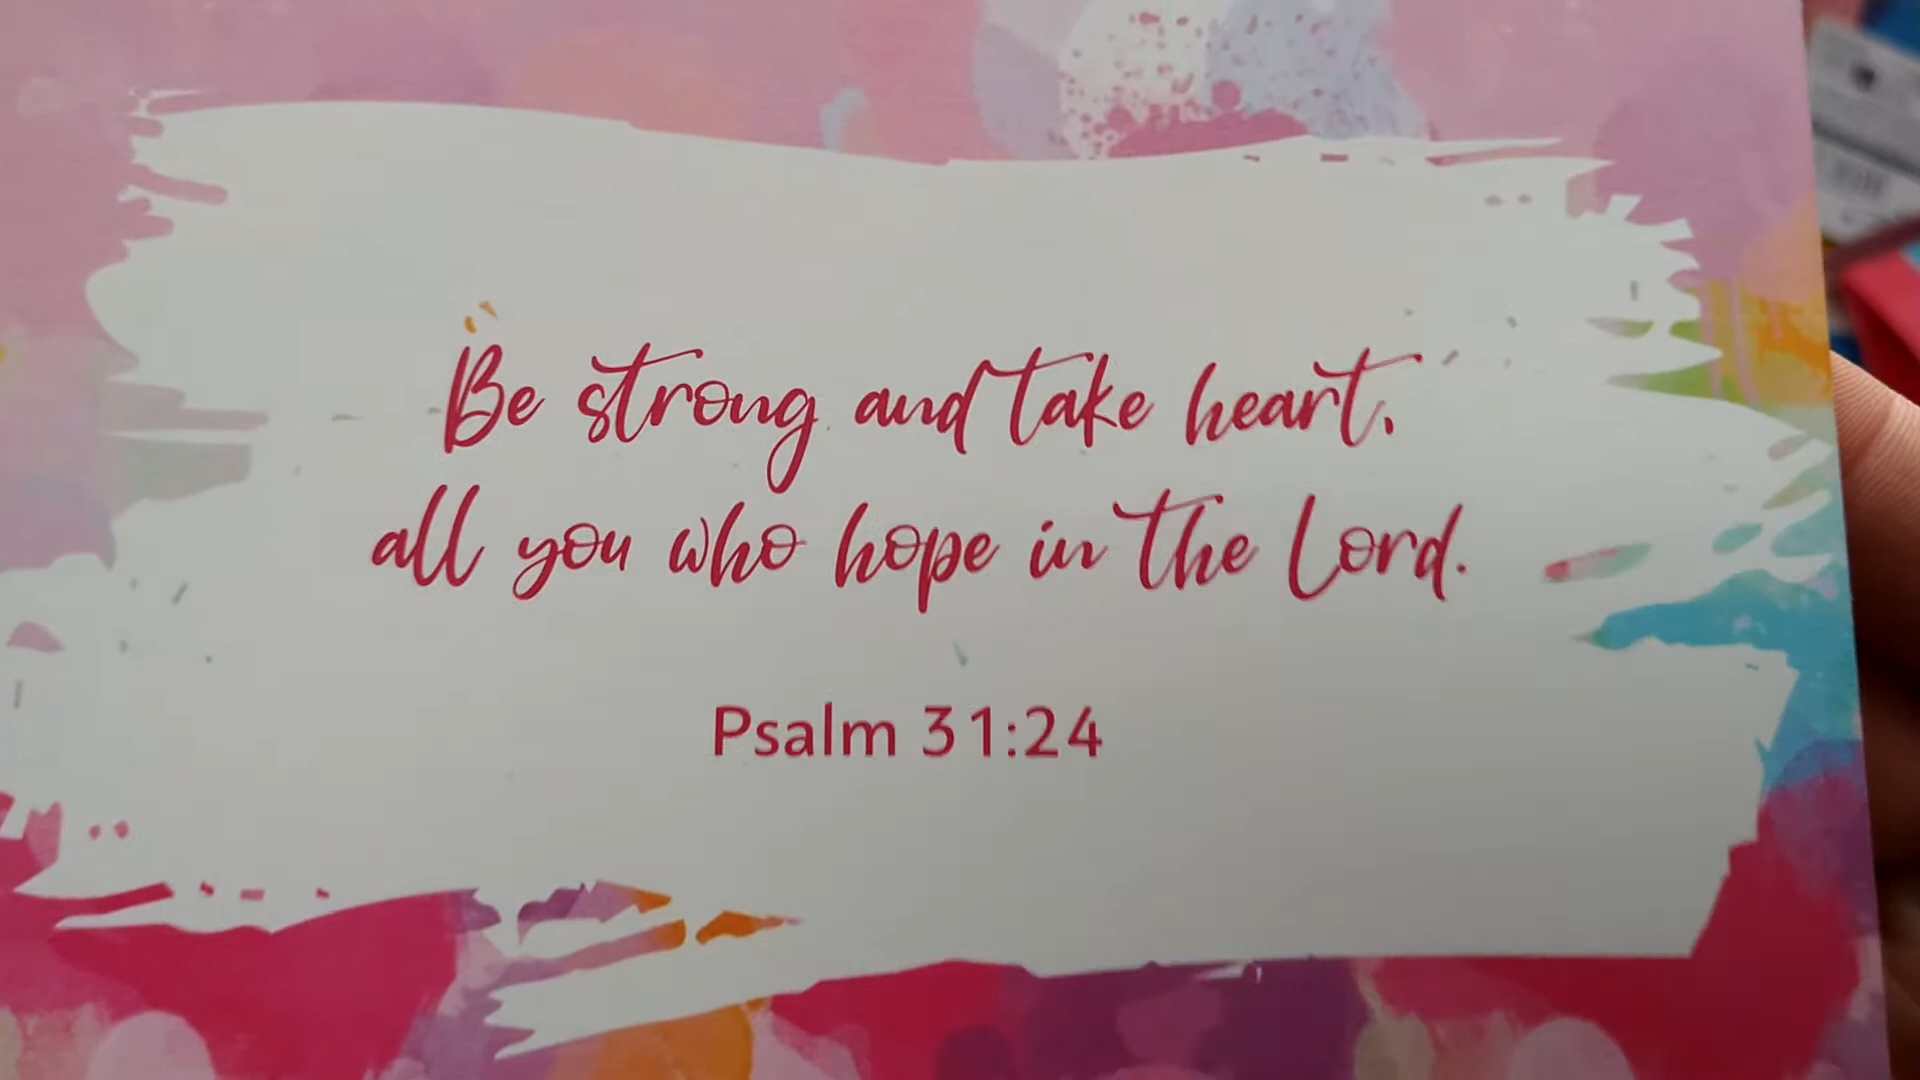 Be strong and take heart,
all you who hope in the Lord.
Psalm 31:24